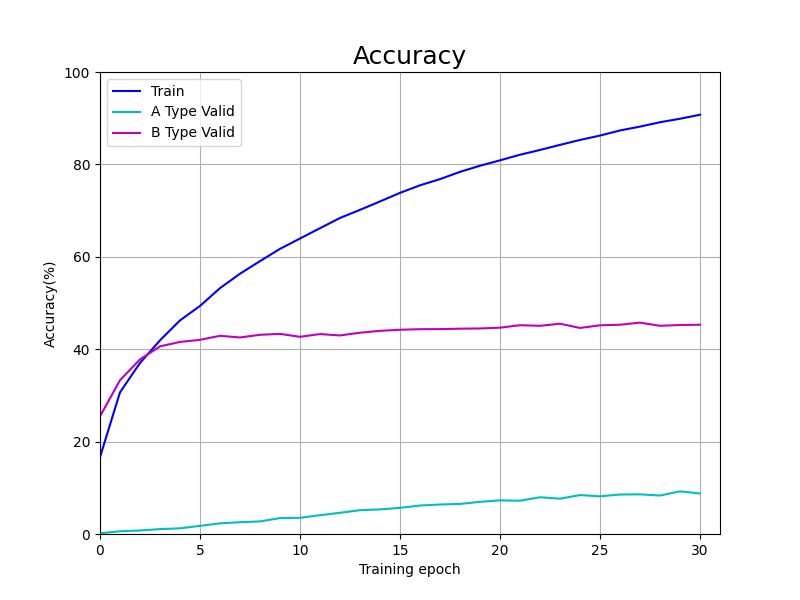 Accuracy
100
80
60
40
20
0
Accuracy(%)
Train
A Type Valid
B Type Valid
0 5 10 15 20 25 30
Training epoch